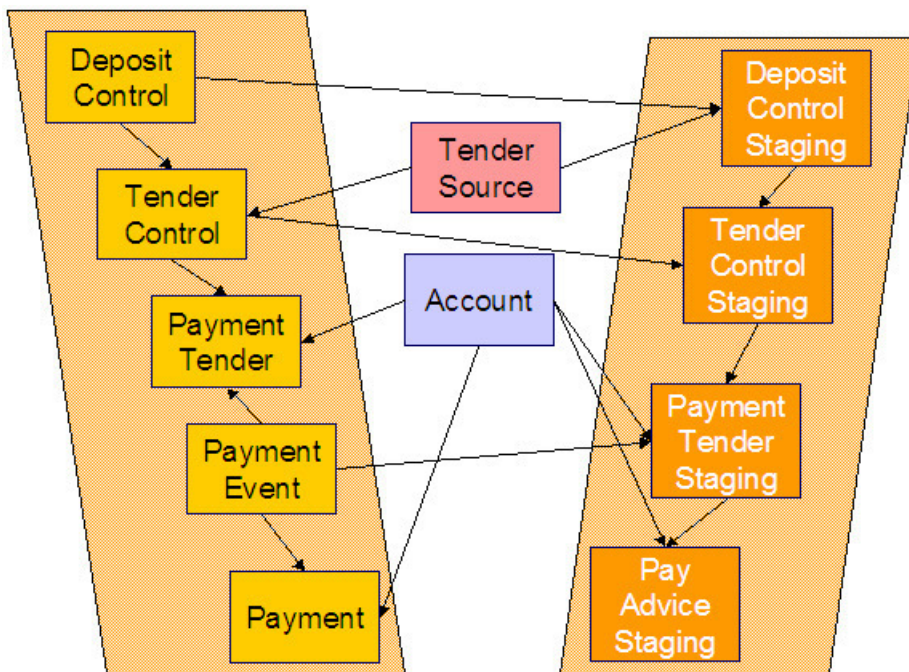 Deposit
Control
Tender
Control
Payment
Tender
Payment
Event
Payment
Tender
Source
Account
Deposit
Control
Staging
Tender
Control
Staging
Payment
Tender
Staging
Pay
Advice
Staging